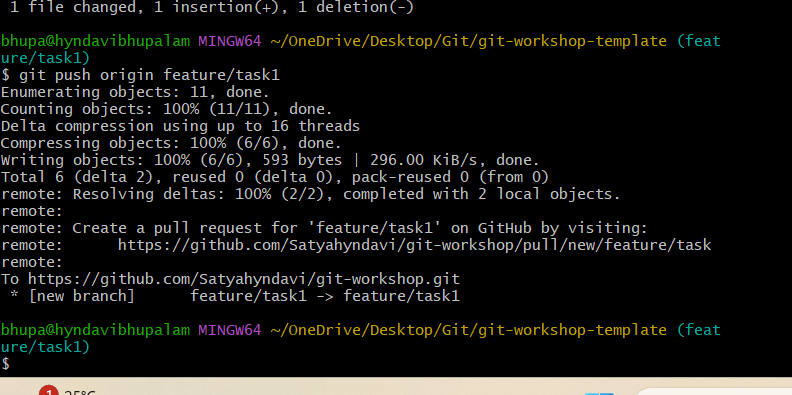 1 file changed, 1 insertion(+), 1 deletion(-)
bhupa@hyndavibhupalam MINGW64 ~/OneDrive/Desktop/Git/git-workshop-template (feat
ure/task1)
$ git push origin feature/task1
Enumerating objects: 11, done.
Counting objects: 100% (11/11), done.
Delta compression using up to 16 threads
Compressing objects: 100% (6/6), done.
Writing objects: 100% (6/6), 593 bytes | 296.00 KiB/s, done.
Total 6 (delta 2), reused 0 (delta 0), pack-reused 0 (from 0)
remote: Resolving deltas: 100% (2/2), completed with 2 local objects.
remote:
remote: Create a pull request for 'feature/task1' on GitHub by visiting:
remote:      https://github.com/Satyahyndavi/git-workshop/pull/new/feature/task
remote:
To https://github.com/Satyahyndavi/git-workshop.git
 * [new branch]      feature/task1 -> feature/task1
bhupa@hyndavibhupalam MINGW64 ~/OneDrive/Desktop/Git/git-workshop-template (feat
ure/task1)
$